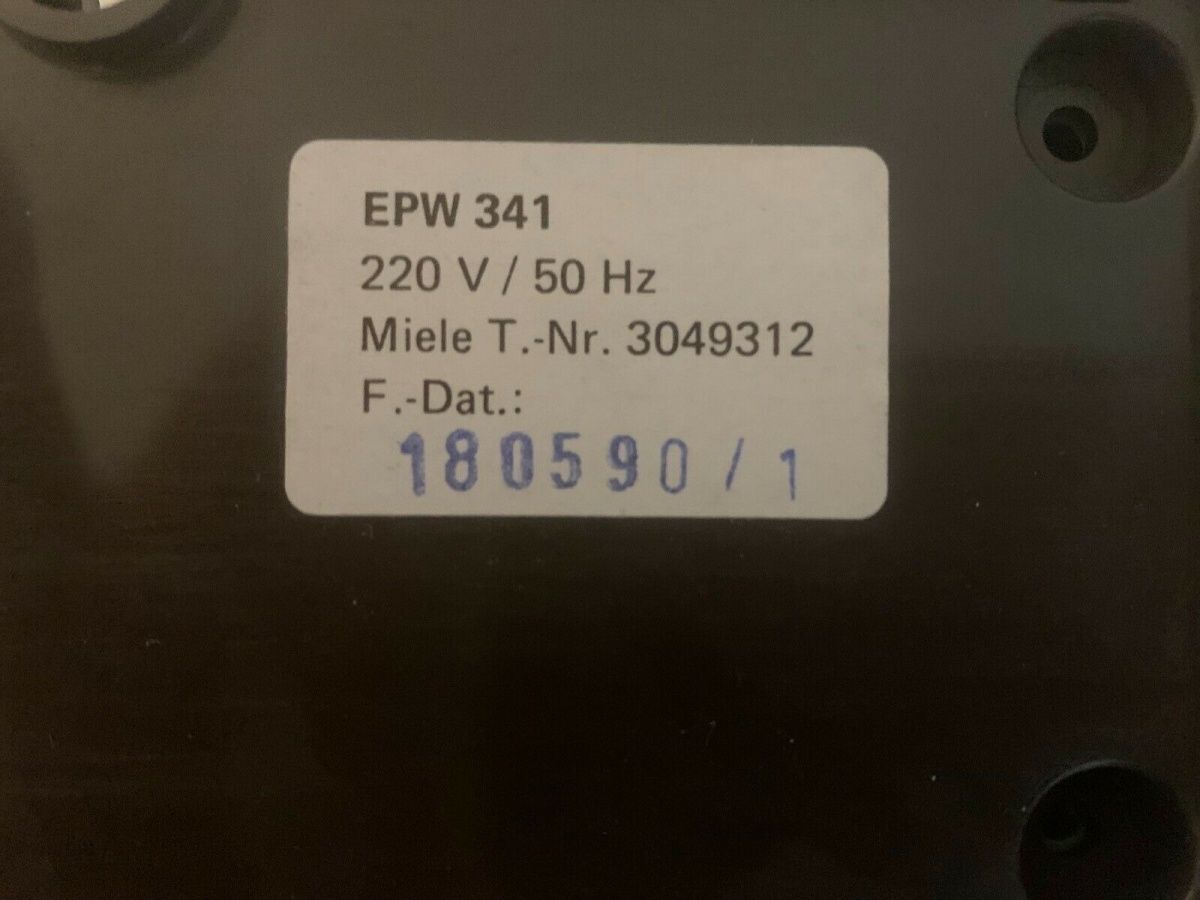 EPW 341
220 V / 50 Hz
Miele T.-Nr. 3049312
F.-Dat.:
180590 / 1